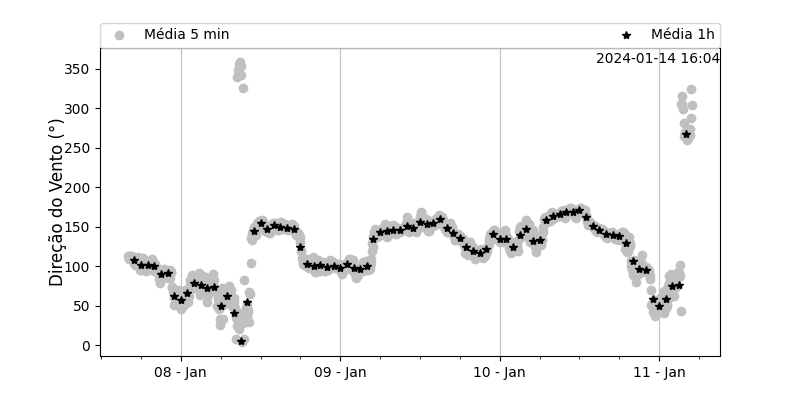 Média 5 min
Média 1h
2024-01-14 16:04
Direção do Vento (°)
350
300
250
200
150
100
50
0
08 - Jan
09 - Jan
10 - Jan
11 - Jan